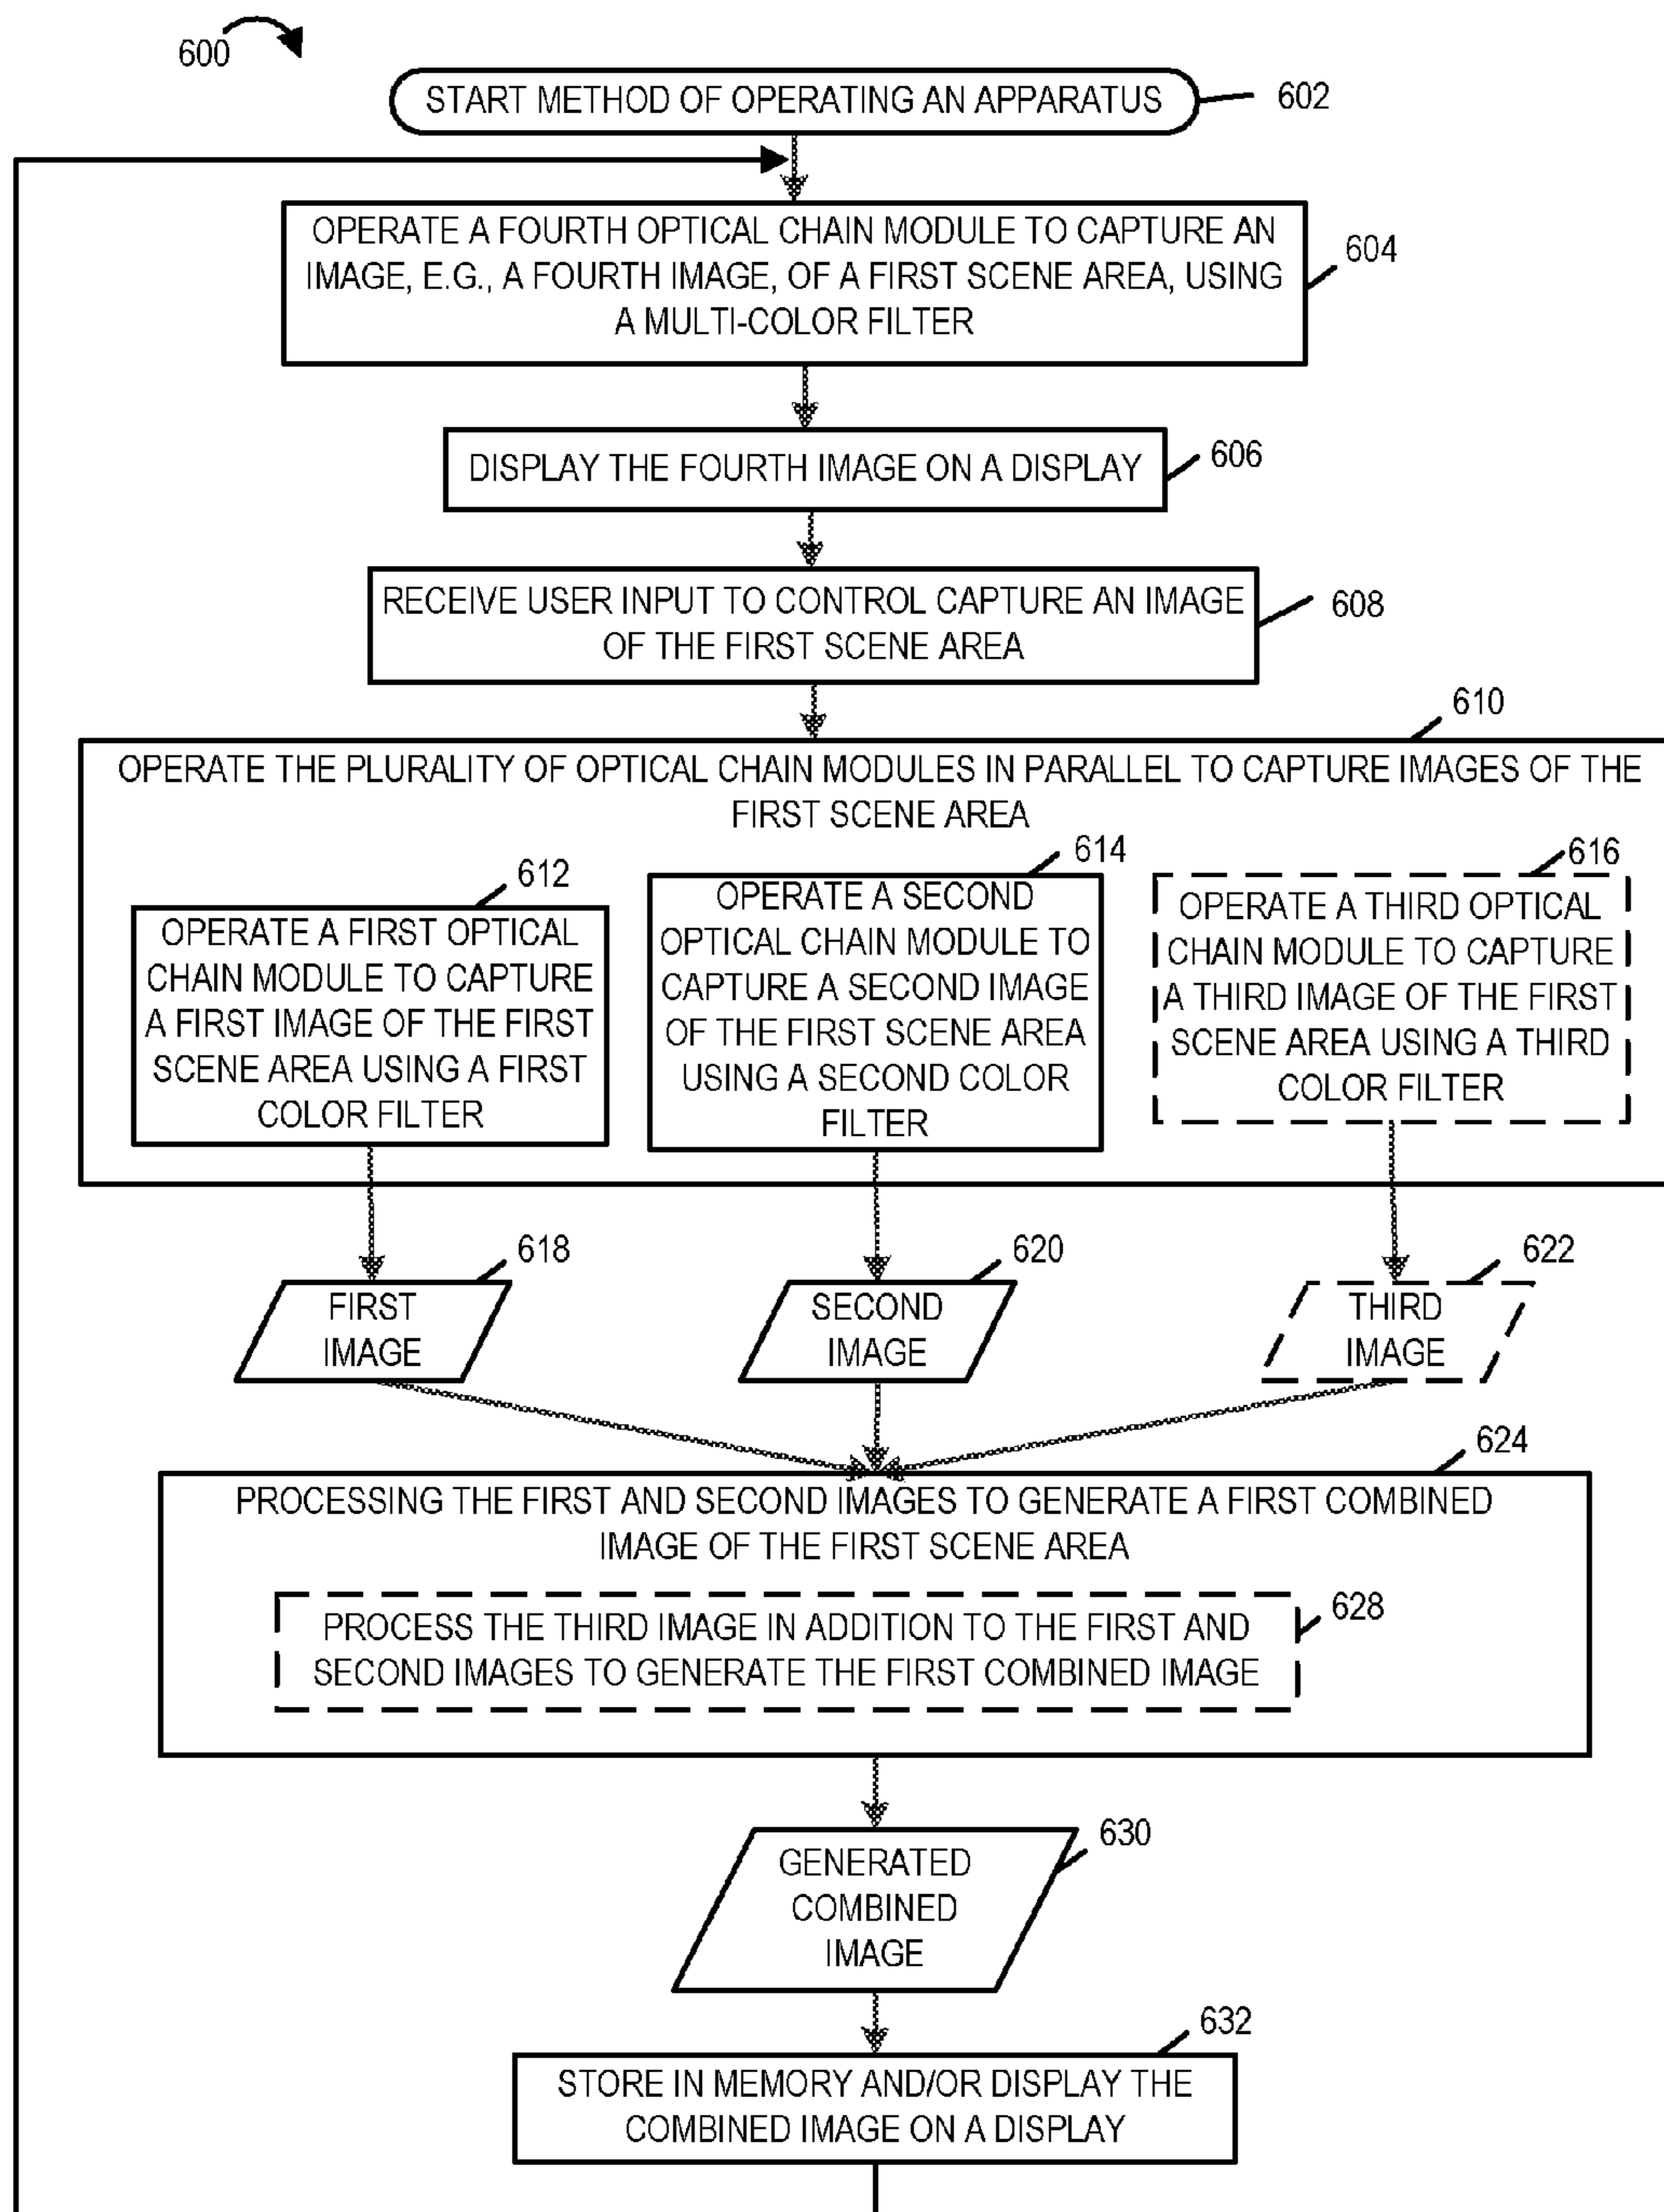 600
START METHOD OF OPERATING AN APPARATUS
602
OPERATE A FOURTH OPTICAL CHAIN MODULE TO CAPTURE AN
IMAGE, E.G., A FOURTH IMAGE, OF A FIRST SCENE AREA, USING
A MULTI-COLOR FILTER
604
DISPLAY THE FOURTH IMAGE ON A DISPLAY
606
RECEIVE USER INPUT TO CONTROL CAPTURE AN IMAGE
OF THE FIRST SCENE AREA
608
610
OPERATE THE PLURALITY OF OPTICAL CHAIN MODULES IN PARALLEL TO CAPTURE IMAGES OF THE
FIRST SCENE AREA
612
OPERATE A FIRST OPTICAL
CHAIN MODULE TO CAPTURE
A FIRST IMAGE OF THE FIRST
SCENE AREA USING A FIRST
COLOR FILTER
614
OPERATE A SECOND
OPTICAL CHAIN MODULE TO
CAPTURE A SECOND IMAGE
OF THE FIRST SCENE AREA
USING A SECOND COLOR
FILTER
616
OPERATE A THIRD OPTICAL
CHAIN MODULE TO CAPTURE
A THIRD IMAGE OF THE FIRST
SCENE AREA USING A THIRD
COLOR FILTER
618
FIRST
IMAGE
620
SECOND
IMAGE
622
THIRD
IMAGE
624
PROCESSING THE FIRST AND SECOND IMAGES TO GENERATE A FIRST COMBINED
IMAGE OF THE FIRST SCENE AREA
628
PROCESS THE THIRD IMAGE IN ADDITION TO THE FIRST AND
SECOND IMAGES TO GENERATE THE FIRST COMBINED IMAGE
630
GENERATED
COMBINED
IMAGE
632
STORE IN MEMORY AND/OR DISPLAY THE
COMBINED IMAGE ON A DISPLAY